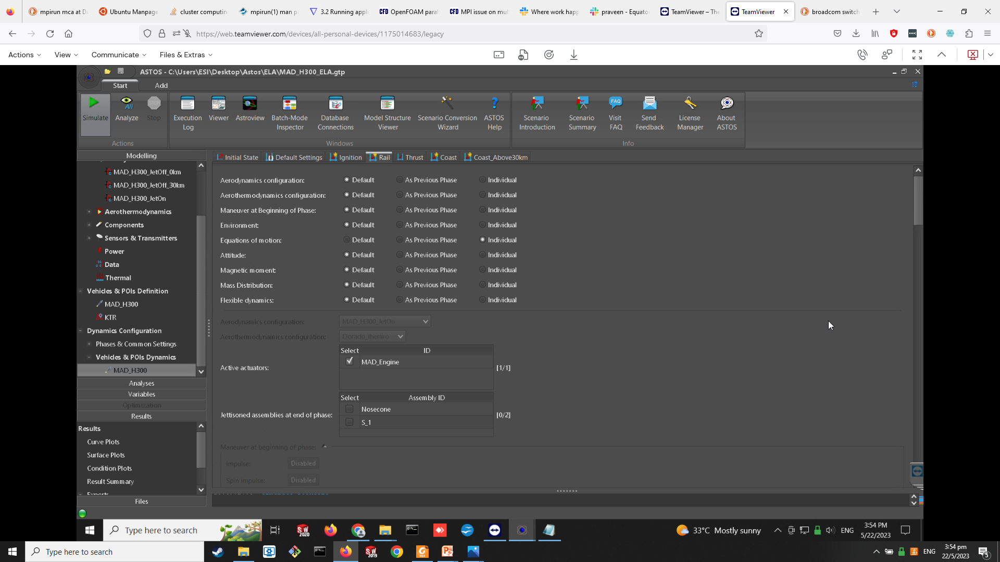 mpirun mca at Du
Ubuntu Manpage
cluster computin
mpirun(1) man p
3.2 Running appli
CFD OpenFOAM paral
CFD MPI issue on mul
Where work happ
praveen - Equato
TeamViewer – The
TeamViewer
broadcom switch
https://web.teamviewer.com/devices/all-personal-devices/1175014683/legacy
Actions View Communicate Files & Extras
ASTOS - C:\Users\ESI\Desktop\Astos\ELA\MAD_H300_ELA.gtp
Start Add
Simulate
All
Analyze
STOP
Stop
Execution Log
Viewer
Astroview
Batch-Mode Inspector
Database Connections
Model Structure Viewer
Scenario Conversion Wizard
?
ASTOS Help
Scenario Introduction
Scenario Summary
FAQ
Visit FAQ
Send Feedback
License Manager
About ASTOS
Actions
Windows
Info
Modelling
MAD_H300_JetOff_0km
MAD_H300_JetOff_30km
MAD_H300_JetOn
Aerothermodynamics
Components
Sensors & Transmitters
Power
Data
Thermal
Vehicles & POIs Definition
MAD_H300
KTR
Dynamics Configuration
Phases & Common Settings
Vehicles & POIs Dynamics
MAD_H300
Analyses
Variables
Optimization
Results
Results
Curve Plots
Surface Plots
Condition Plots
Result Summary
Exports
Files
Initial State Default Settings Ignition Rail Thrust Coast Coast_Above30km
Aerodynamics configuration: Default As Previous Phase Individual
Aerothermodynamics configuration: Default As Previous Phase Individual
Maneuver at Beginning of Phase: Default As Previous Phase Individual
Environment: Default As Previous Phase Individual
Equations of motion: Default As Previous Phase Individual
Attitude: Default As Previous Phase Individual
Magnetic moment: Default As Previous Phase Individual
Mass Distribution: Default As Previous Phase Individual
Flexible dynamics: Default As Previous Phase Individual
Aerodynamics configuration: MAD_H300_JetOn
Aerothermodynamics configuration: Dorado_thermo
Select ID
MAD_Engine
Active actuators: [1/1]
Select Assembly ID
Nosecone
Jettisoned assemblies at end of phase: [0/2]
S_1
Maneuver at beginning of phase:
Impulse: Disabled
Spin impulse: Disabled
Type here to search
SW 2020
33°C Mostly sunny
ENG
3:54 PM
5/22/2023
Type here to search
SW 2019
PDF
ENG
3:54 pm
22/5/2023
5